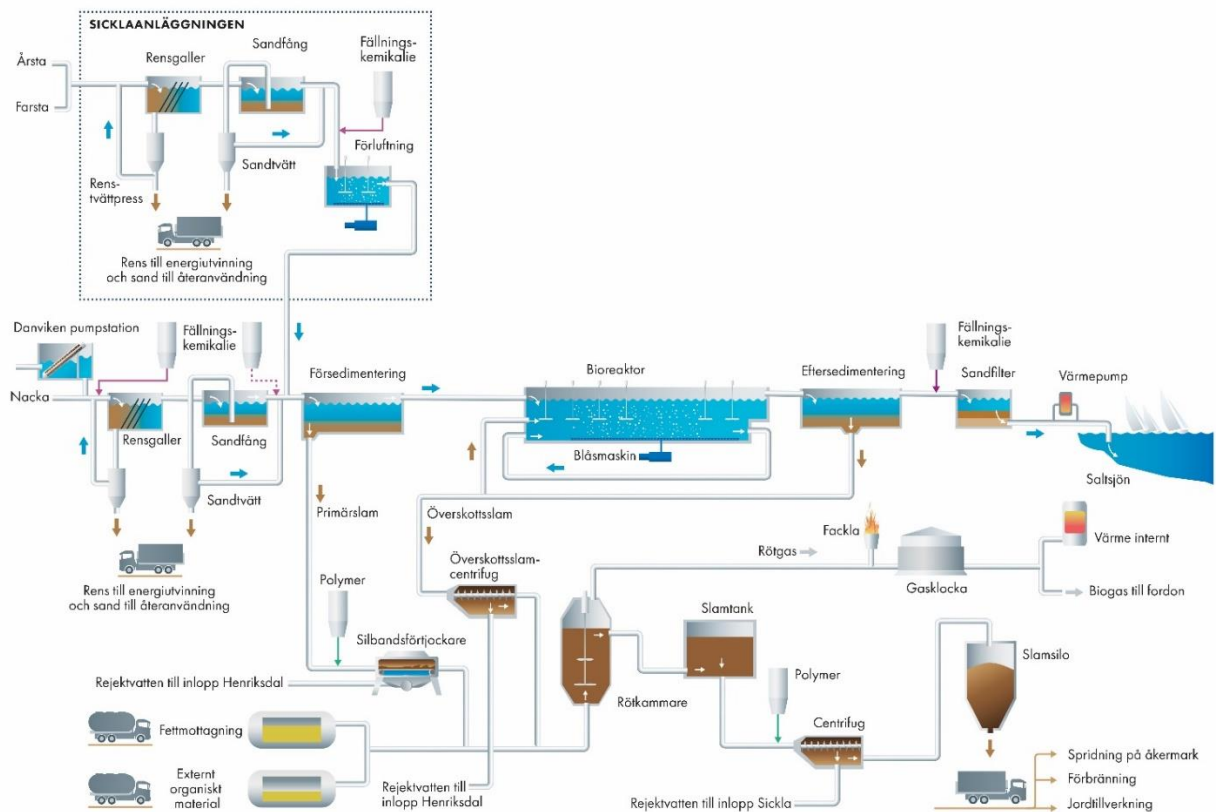 SICKLAANLÄGGNINGEN
Årsta
Farsta
Rensgaller
Sandfång
Fällnings-
kemikalie
Förluftning
Sandtvätt
Rens-
tvättpress
Rens till energiutvinning
och sand till återanvändning
Danviken pumpstation
Fällnings-
kemikalie
Nacka
Rensgaller
Sandfång
Sandtvätt
Rens till energiutvinning
och sand till återanvändning
Försedimentering
Bioreaktor
Blåsmaskin
Eftersedimentering
Fällnings-
kemikalie
Sandfilter
Värmepump
Saltsjön
Primärslam
Överskottsslam
Överskottsslam-
centrifug
Polymer
Silbandsförtjockare
Rejektvatten till inlopp Henriksdal
Fettmottagning
Externt
organiskt
material
Rejektvatten till
inlopp Henriksdal
Rötkammare
Rötgas
Fackla
Gasklocka
Värme internt
Biogas till fordon
Slamtank
Polymer
Centrifug
Rejektvatten till inlopp Sickla
Slamsilo
Spridning på åkermark
Förbränning
Jordtillverkning